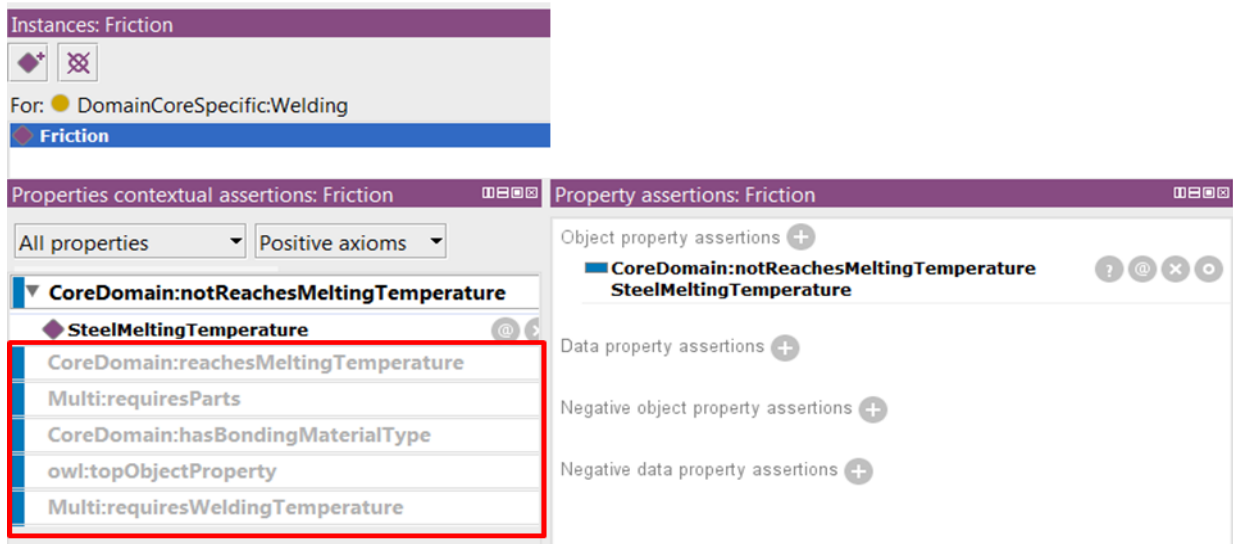 Instances: Friction
For: DomainCoreSpecific:Welding
Friction
Properties contextual assertions: Friction
All properties
Positive axioms
CoreDomain:notReachesMeltingTemperature
SteelMeltingTemperature
@
CoreDomain:reachesMeltingTemperature
Multi:requiresParts
CoreDomain:hasBondingMaterialType
owl:topObjectProperty
Multi:requiresWeldingTemperature
Property assertions: Friction
Object property assertions
CoreDomain:notReachesMeltingTemperature
SteelMeltingTemperature
? @
Data property assertions
Negative object property assertions
Negative data property assertions